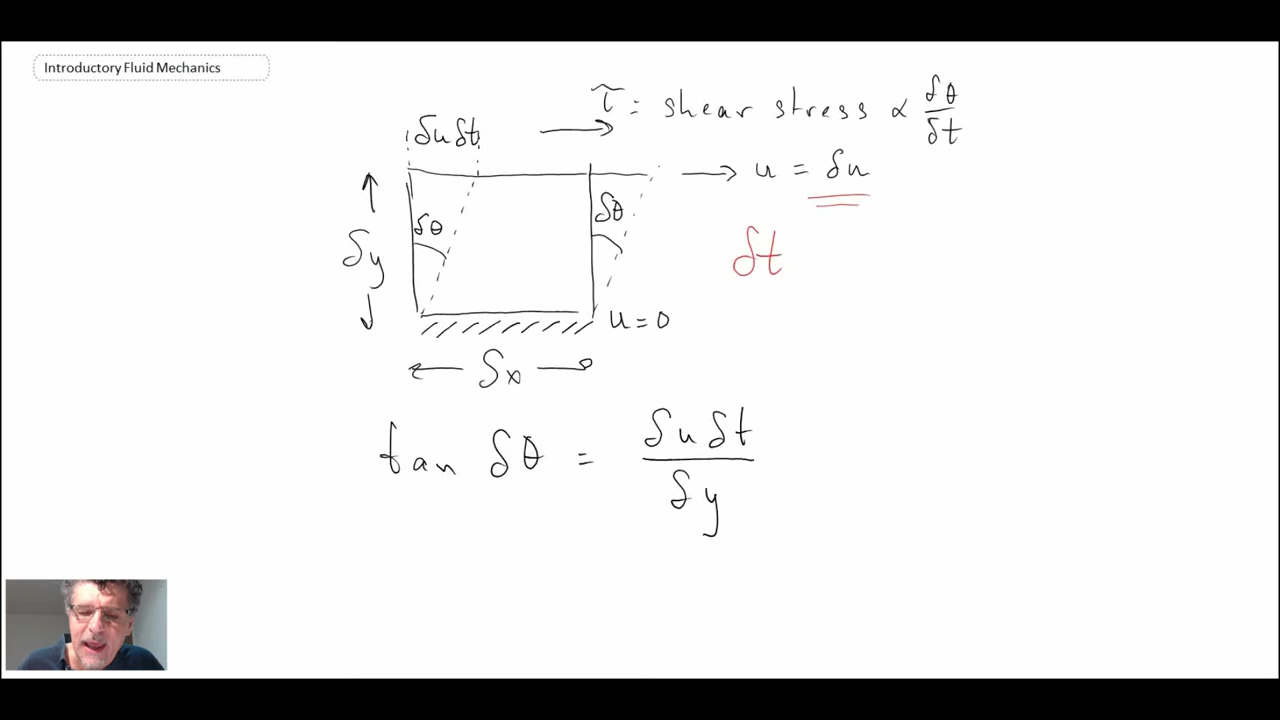 Introductory Fluid Mechanics
τ = shear stress ∝ δθ/δt
δuδt
u = δu
δθ
δθ
δy
δt
u=0
δx
tan δθ = δuδt/δy